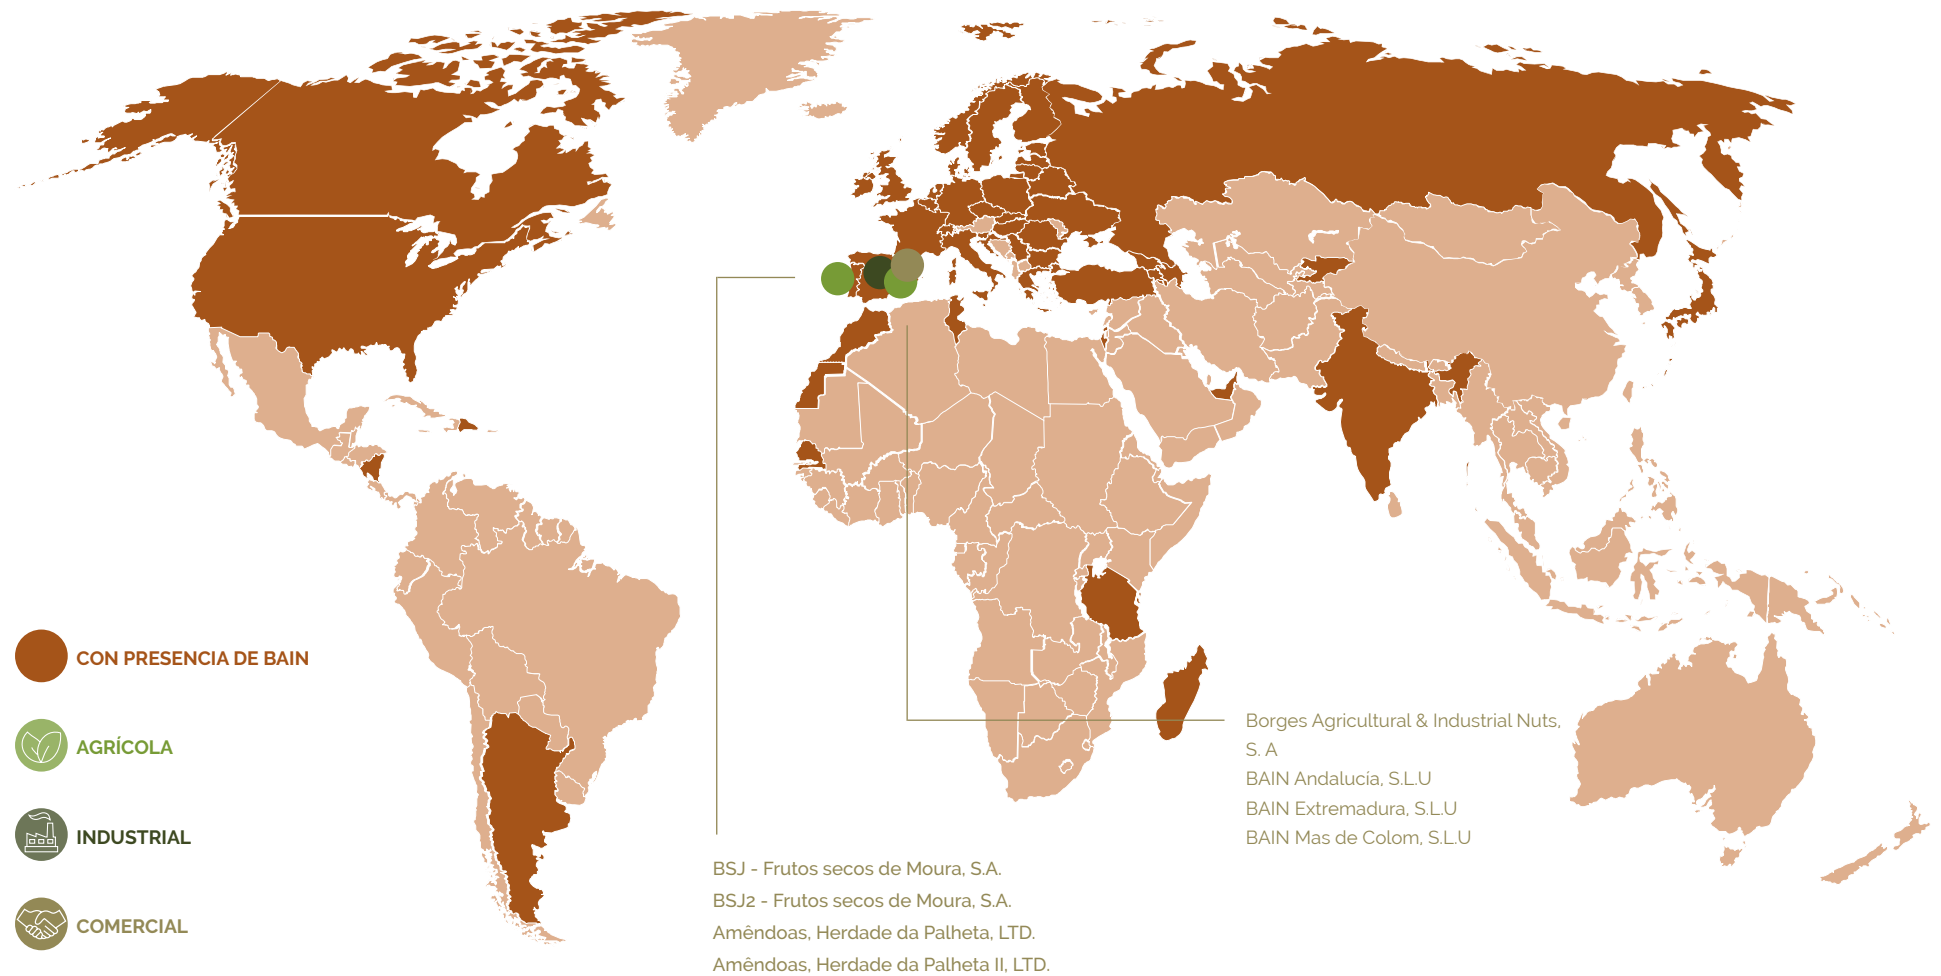 CON PRESENCIA DE BAIN
AGRÍCOLA
INDUSTRIAL
COMERCIAL
BSJ - Frutos secos de Moura, S.A.
BSJ2 - Frutos secos de Moura, S.A.
Amêndoas, Herdade da Palheta, LTD.
Amêndoas, Herdade da Palheta II, LTD.
Borges Agricultural & Industrial Nuts,
S. A
BAIN Andalucía, S.L.U
BAIN Extremadura, S.L.U
BAIN Mas de Colom, S.L.U